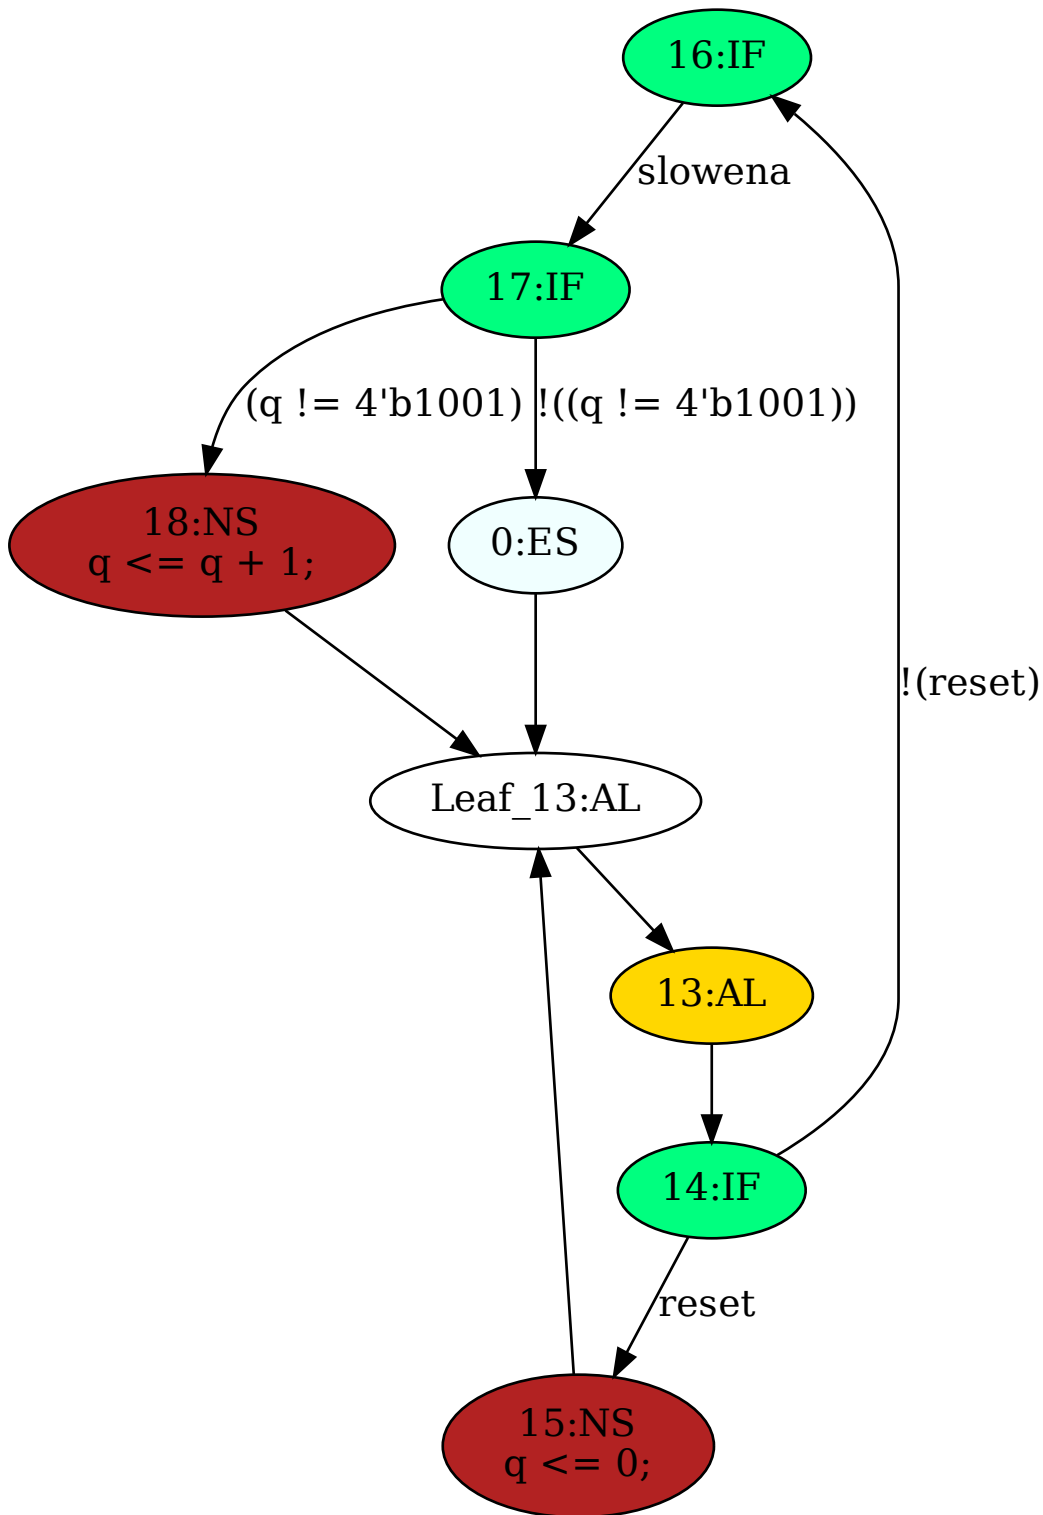 16:IF
slowena
17:IF
(q != 4'b1001)
!((q != 4'b1001))
18:NS
q <= q + 1;
0:ES
!(reset)
Leaf_13:AL
13:AL
14:IF
reset
15:NS
q <= 0;